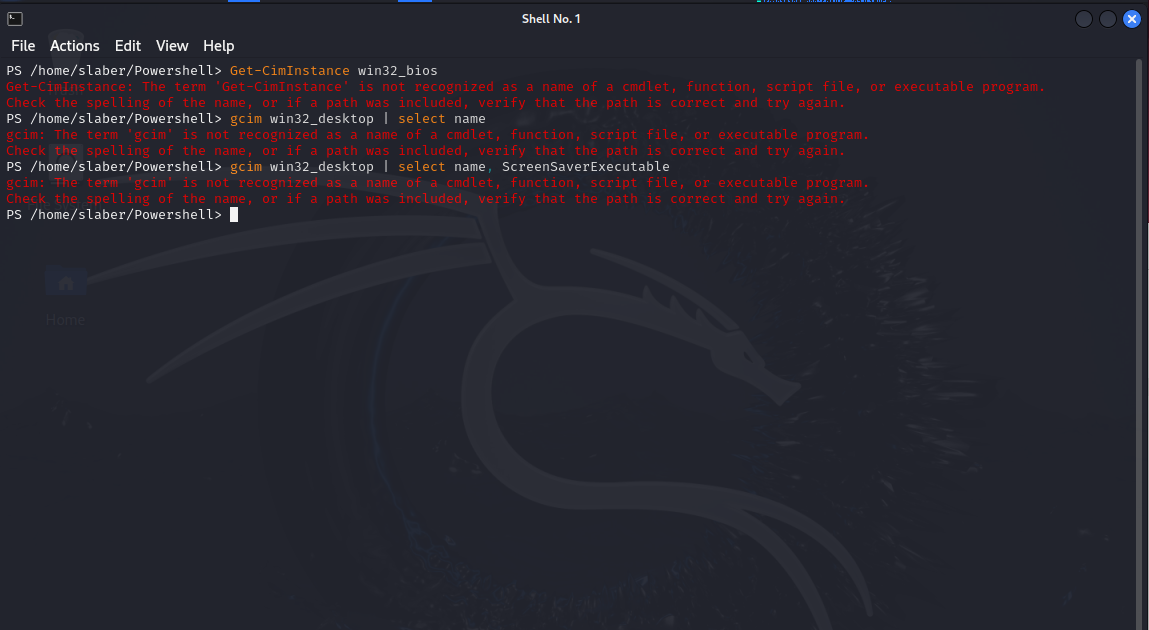 Shell No. 1
File Actions Edit View Help
PS /home/slaber/Powershell> Get-CimInstance win32_bios
Get-CimInstance: The term 'Get-CimInstance' is not recognized as a name of a cmdlet, function, script file, or executable program.
Check the spelling of the name, or if a path was included, verify that the path is correct and try again.
PS /home/slaber/Powershell> gcim win32_desktop | select name
gcim: The term 'gcim' is not recognized as a name of a cmdlet, function, script file, or executable program.
Check the spelling of the name, or if a path was included, verify that the path is correct and try again.
PS /home/slaber/Powershell> gcim win32_desktop | select name, ScreenSaverExecutable
gcim: The term 'gcim' is not recognized as a name of a cmdlet, function, script file, or executable program.
Check the spelling of the name, or if a path was included, verify that the path is correct and try again.
PS /home/slaber/Powershell>
Home